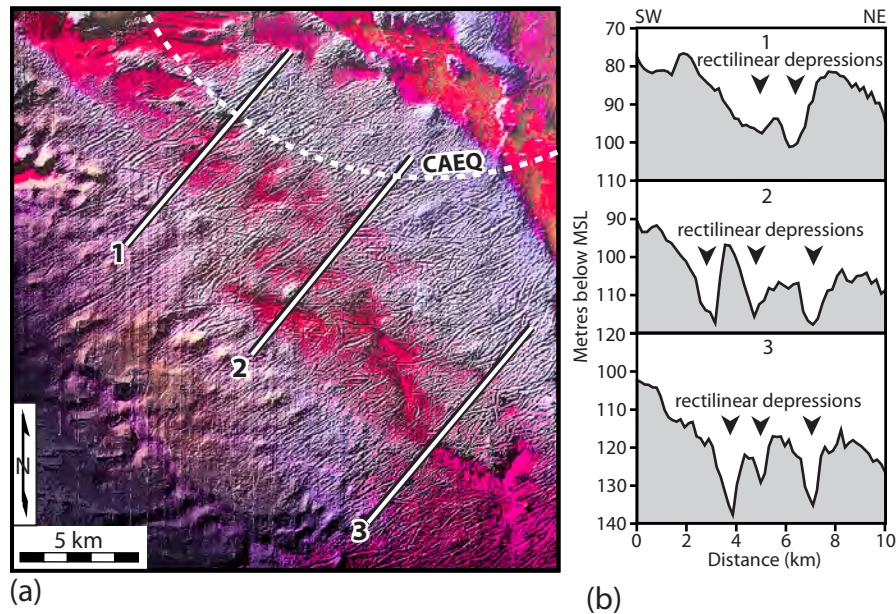 CAEQ
1
2
3
N
5 km
(a)
SW NE
1
rectilinear depressions
70
80
90
100
110
2
rectilinear depressions
90
100
110
120
3
rectilinear depressions
100
110
120
130
140
Metres below MSL
0 2 4 6 8 10
Distance (km)
(b)